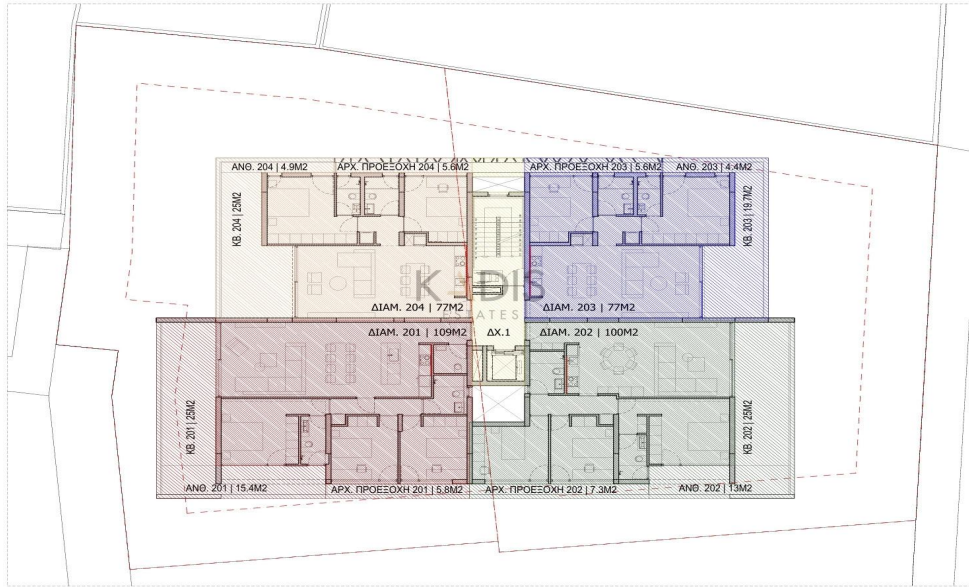 ΑΝΘ. 204 | 4.9M2
ΑΡΧ. ΠΡΟΕΞΟΧΗ 204 | 5.6M2
ΑΡΧ. ΠΡΟΕΞΟΧΗ 203 | 5.6M2
ΑΝΘ. 203 | 4.4M2
ΚΒ. 204 | 25M2
ΚΒ. 203 | 19.7M2
KADIS
ESTATES
ΔΙΑΜ. 204 | 77M2
ΔΙΑΜ. 203 | 77M2
ΔΙΑΜ. 201 | 109M2
ΔΧ.1
ΔΙΑΜ. 202 | 100M2
ΚΒ. 201 | 25M2
ΚΒ. 202 | 25M2
ΑΝΘ. 201 | 15.4M2
ΑΡΧ. ΠΡΟΕΞΟΧΗ 201 | 5.8M2
ΑΡΧ. ΠΡΟΕΞΟΧΗ 202 | 7.3M2
ΑΝΘ. 202 | 13M2